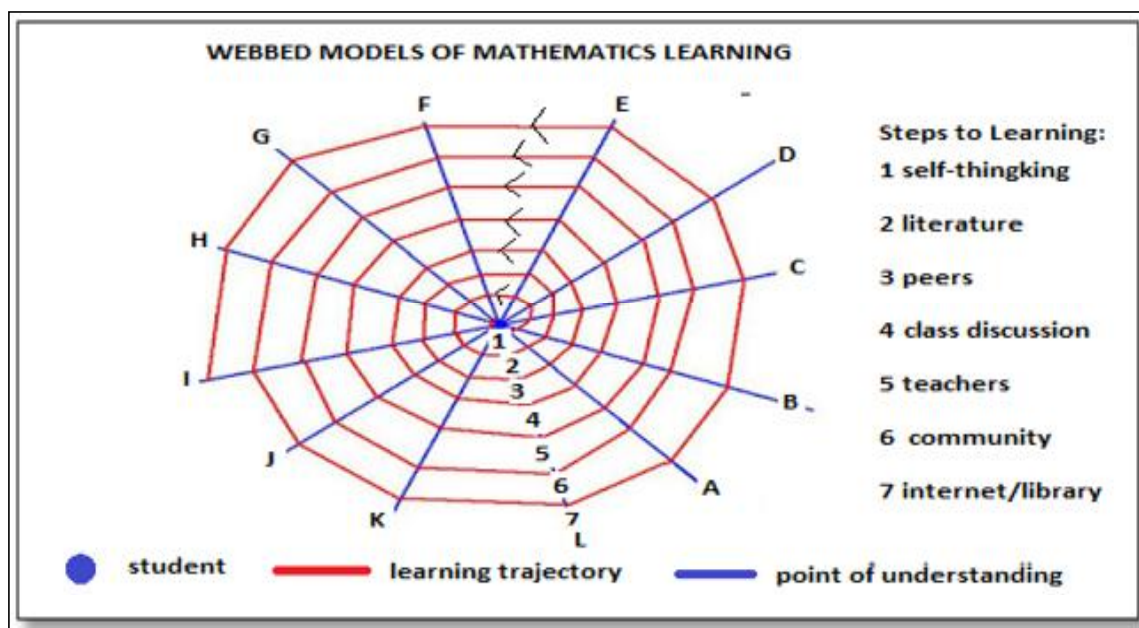 WEBBED MODELS OF MATHEMATICS LEARNING
F
E
G
D
H
C
I
B
J
A
K
L
1
2
3
4
5
6
7
Steps to Learning:
1 self-thingking
2 literature
3 peers
4 class discussion
5 teachers
6 community
7 internet/library
student
learning trajectory
point of understanding